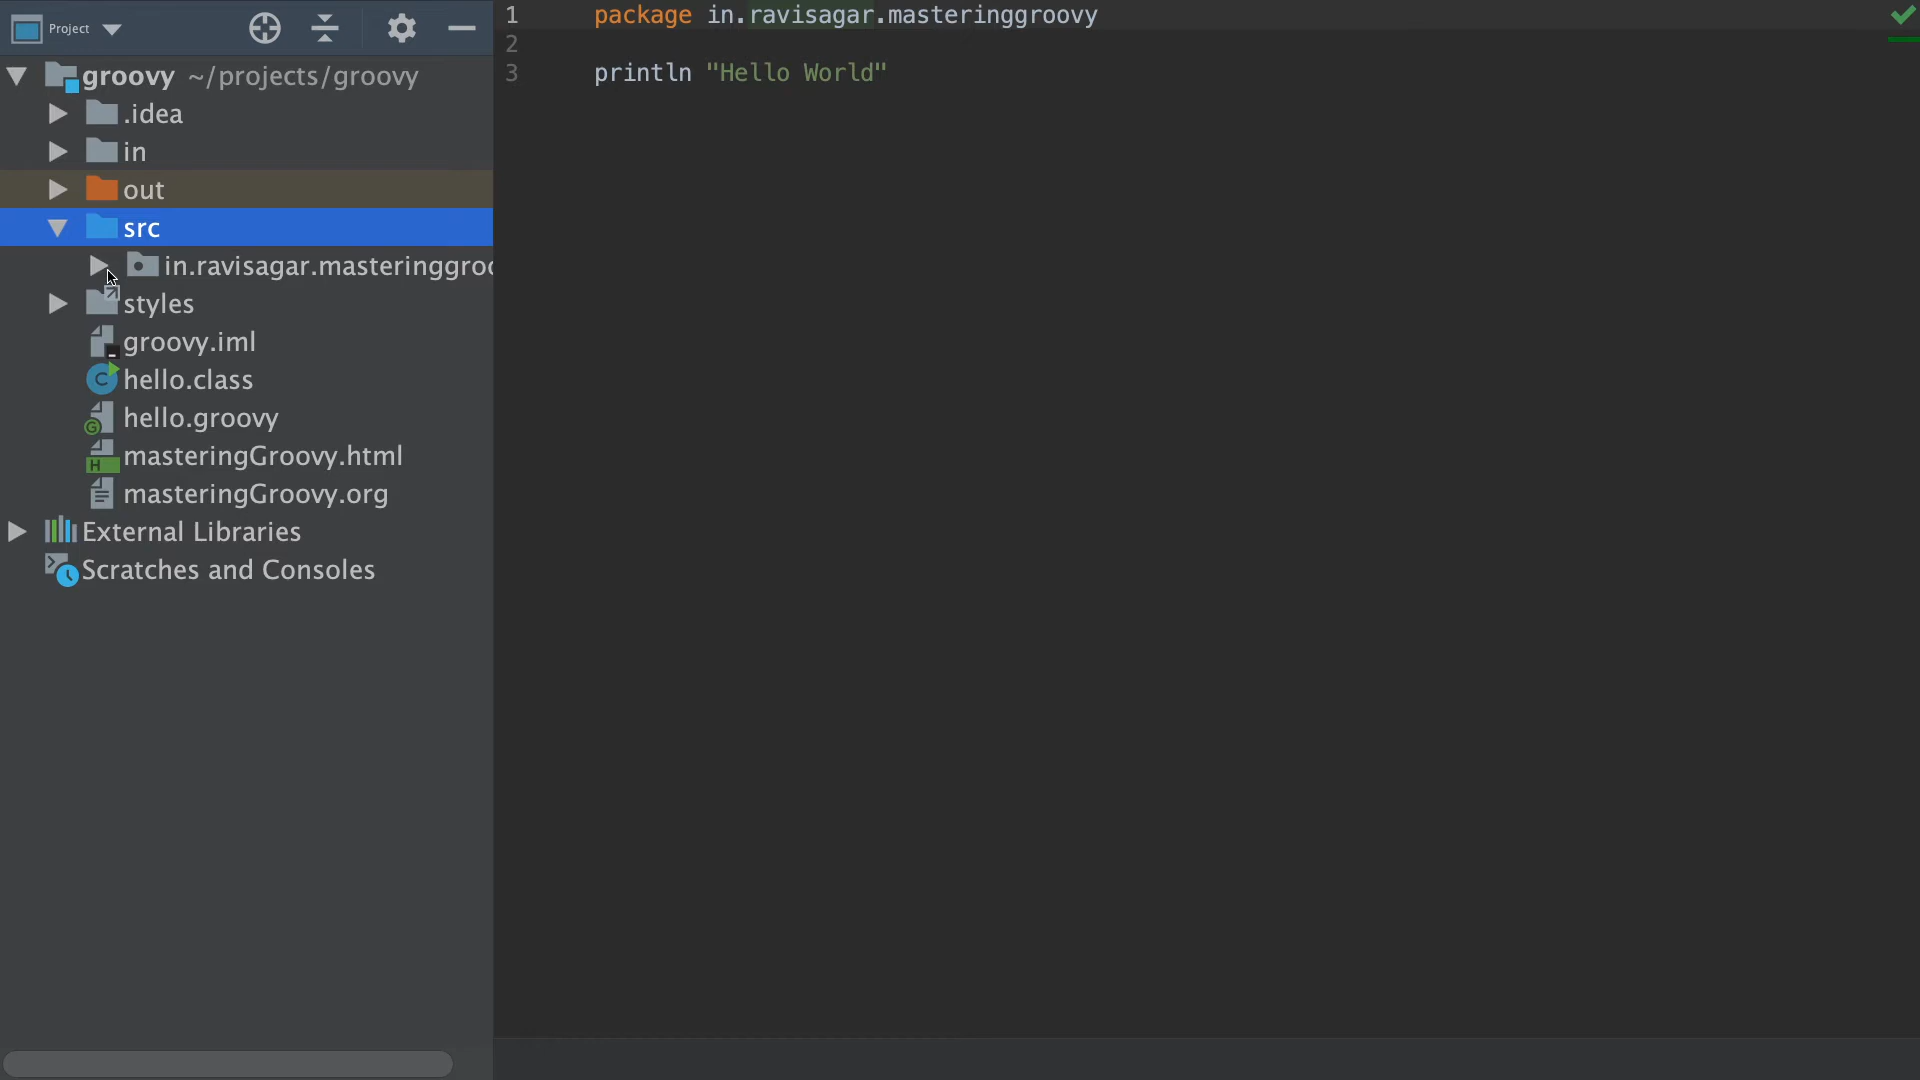 Project
groovy ~/projects/groovy
.idea
in
out
src
in.ravisagar.masteringgroo
styles
groovy.iml
C hello.class
G hello.groovy
H masteringGroovy.html
masteringGroovy.org
External Libraries
Scratches and Consoles
1 package in.ravisagar.masteringgroovy
2
3 println "Hello World"